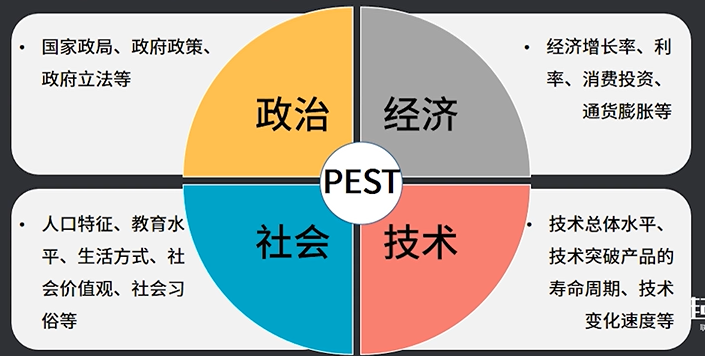 • 国家政局、政府政策、
政府立法等
政治
经济
• 经济增长率、利
率、消费投资、
通货膨胀等
PEST
• 人口特征、教育水
平、生活方式、社
会价值观、社会习
俗等
社会
技术
• 技术总体水平、
技术突破产品的
寿命周期、技术
变化速度等